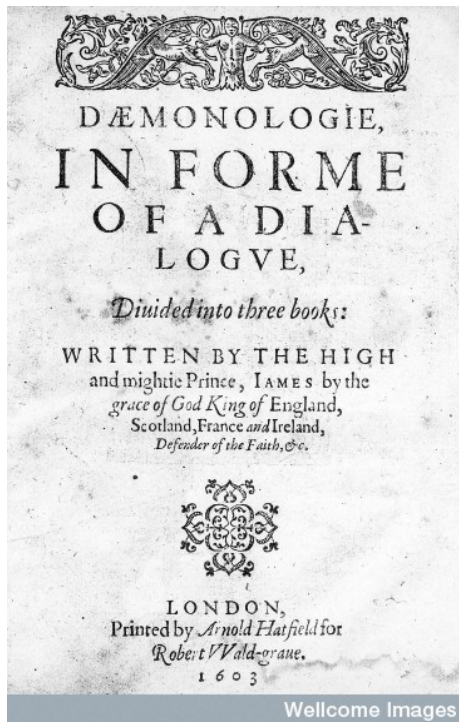 DÆMONOLOGIE,
IN FORME
OF A DIA-
LOGVE,
Diuided into three books:
WRITTEN BY THE HIGH
and mightie Prince, IAMES by the
grace of God King of England,
Scotland, France and Ireland,
Defender of the Faith, &c.
LONDON,
Printed by Arnold Hatfield for
Robert VVald-graue.
1603
Wellcome Images